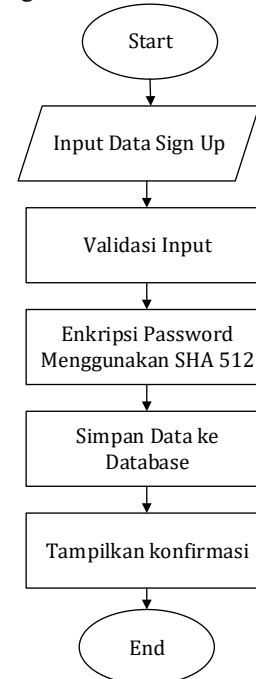 Start
Input Data Sign Up
Validasi Input
Enkripsi Password
Menggunakan SHA 512
Simpan Data ke
Database
Tampilkan konfirmasi
End